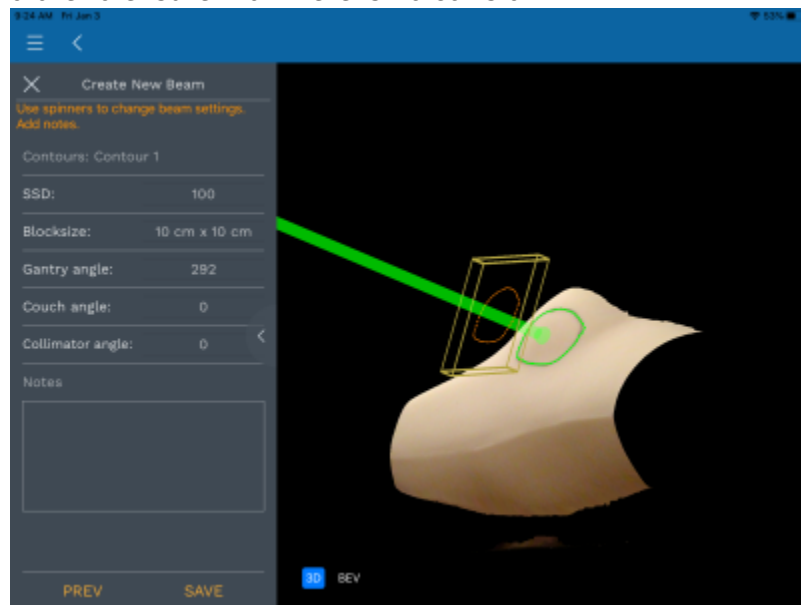 9:24 AM Fri Jan 3
53%
Create New Beam
Use spinners to change beam settings.
Add notes.
Contours: Contour 1
SSD: 100
Blocksize: 10 cm x 10 cm
Gantry angle: 292
Couch angle: 0
Collimator angle: 0
Notes
PREV SAVE
3D BEV